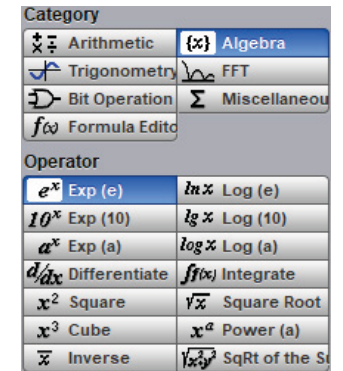 Category
Arithmetic {x} Algebra
Trigonometry FFT
Bit Operation Σ Miscellaneou
f(x) Formula Edito
Operator
eˣ Exp (e) ln x Log (e)
10ˣ Exp (10) lg x Log (10)
aˣ Exp (a) log x Log (a)
d/dx Differentiate ∫f(x) Integrate
x² Square √x Square Root
x³ Cube xᵃ Power (a)
x̅ Inverse √x²y² SqRt of the Su